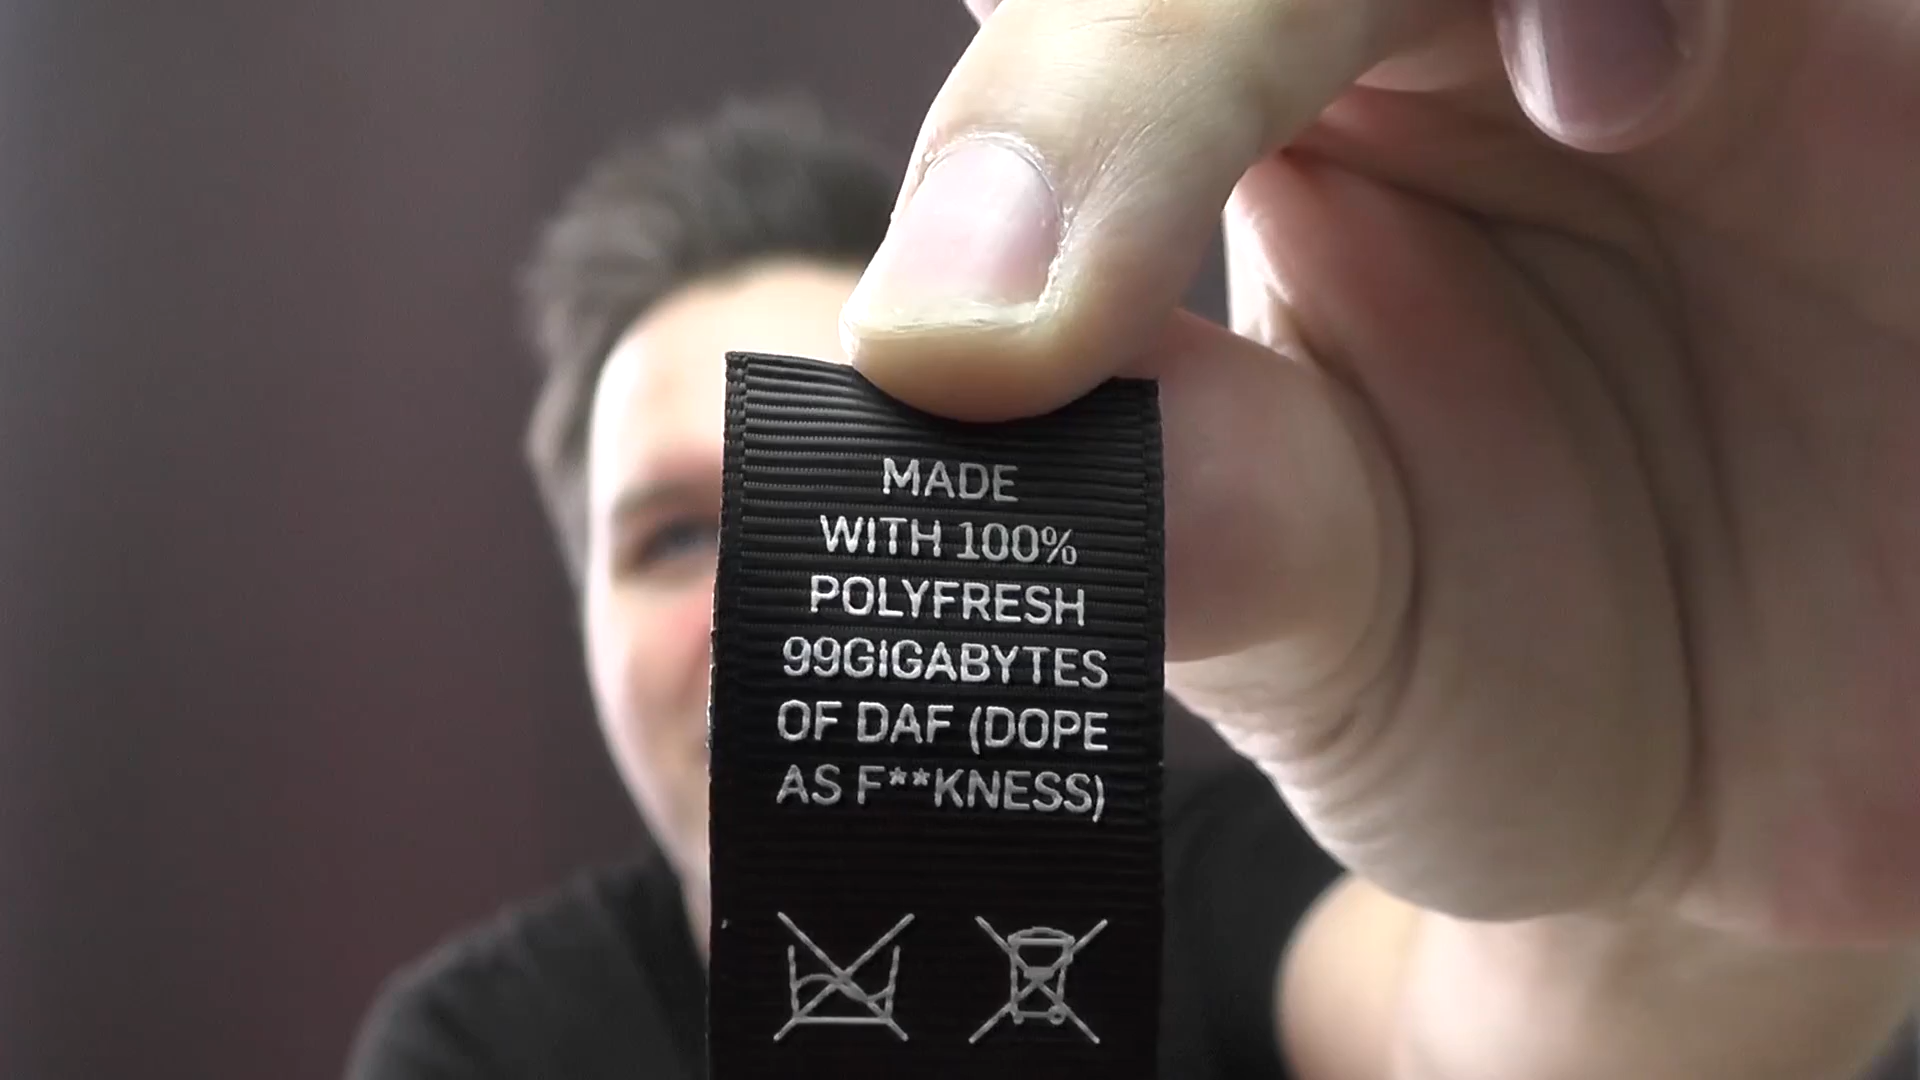 MADE
WITH 100%
POLYFRESH
99GIGABYTES
OF DAF (DOPE
AS F**KNESS)